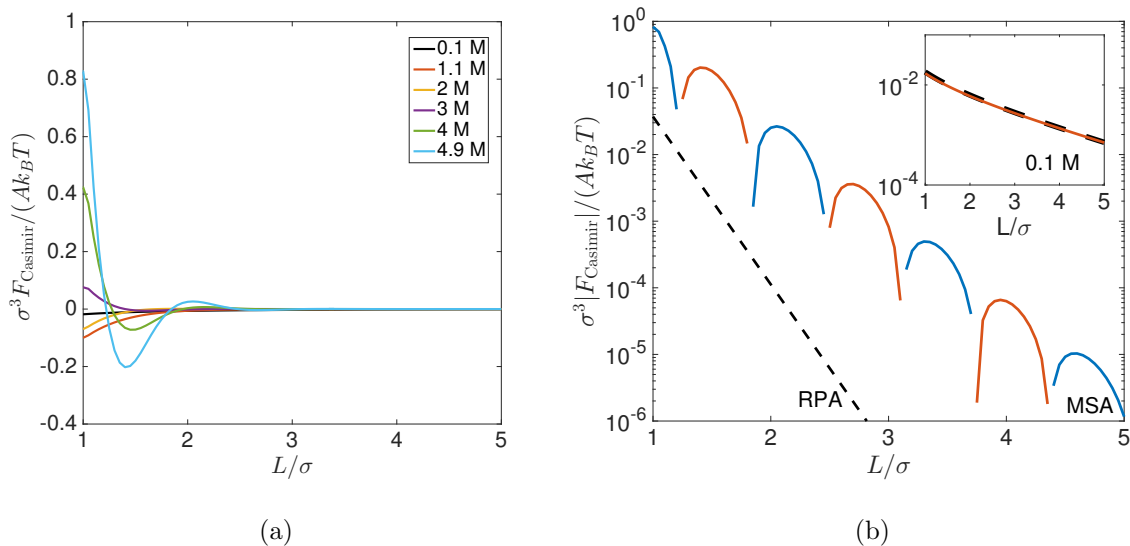 1
0.8
0.6
0.4
0.2
0
-0.2
-0.4
σ³F_Casimir/(Ak_BT)
0.1 M
1.1 M
2 M
3 M
4 M
4.9 M
1 2 3 4 5
L/σ
(a)
10⁰
10⁻¹
10⁻²
10⁻³
10⁻⁴
10⁻⁵
10⁻⁶
σ³|F_Casimir|/(Ak_BT)
10⁻²
10⁻⁴
0.1 M
1 2 3 4 5
L/σ
RPA
MSA
1 2 3 4 5
L/σ
(b)